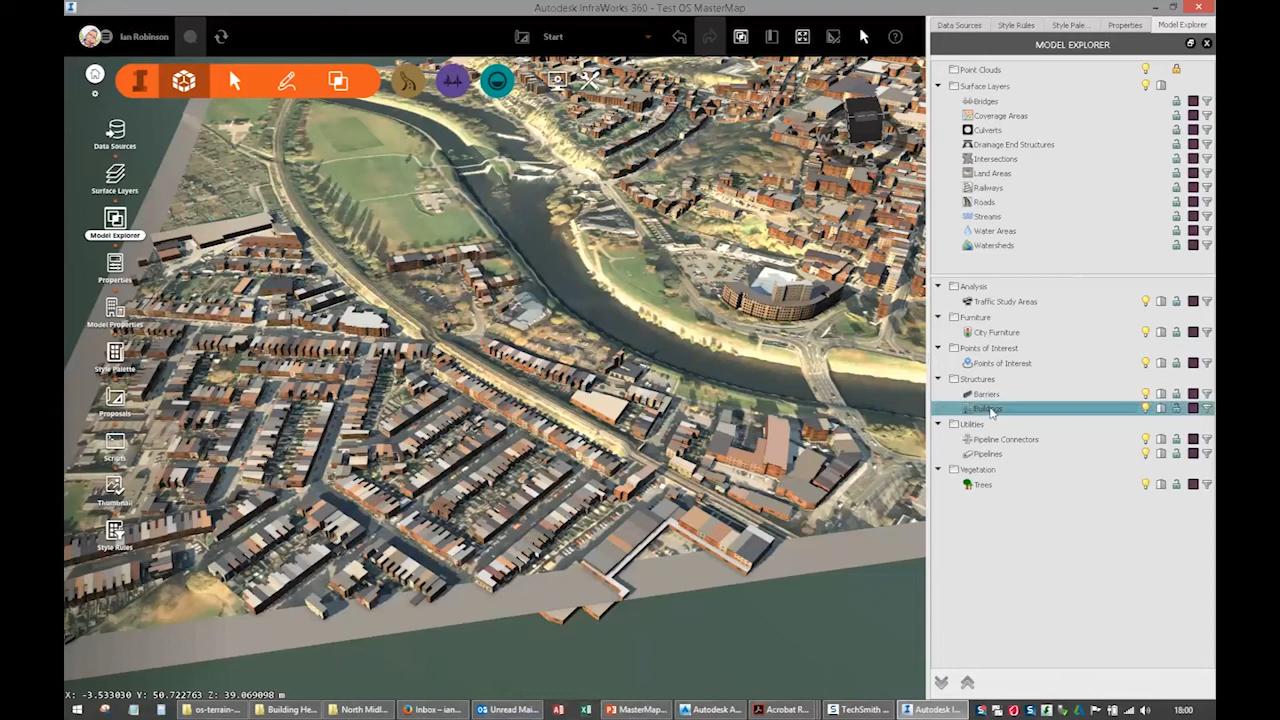 Autodesk InfraWorks 360 - Test OS MasterMap
Ian Robinson
Start
Data Sources
Surface Layers
Model Explorer
Properties
Model Properties
Style Palette
Proposals
Scripts
Thumbnail
Style Rules
Data Sources Style Rules Style Pale... Properties Model Explorer
MODEL EXPLORER
Point Clouds
Surface Layers
Bridges
Coverage Areas
Culverts
Drainage End Structures
Intersections
Land Areas
Railways
Roads
Streams
Water Areas
Watersheds
Analysis
Traffic Study Areas
Furniture
City Furniture
Points of Interest
Points of Interest
Structures
Barriers
Buildings
Utilities
Pipeline Connectors
Pipelines
Vegetation
Trees
X: -3.533030 Y: 50.722763 Z: 39.069098 m
os-terrain-... Building He... North Midl... Inbox – ian... Unread Mai... MasterMap... Autodesk A... Acrobat R... TechSmith ... Autodesk I... 18:00